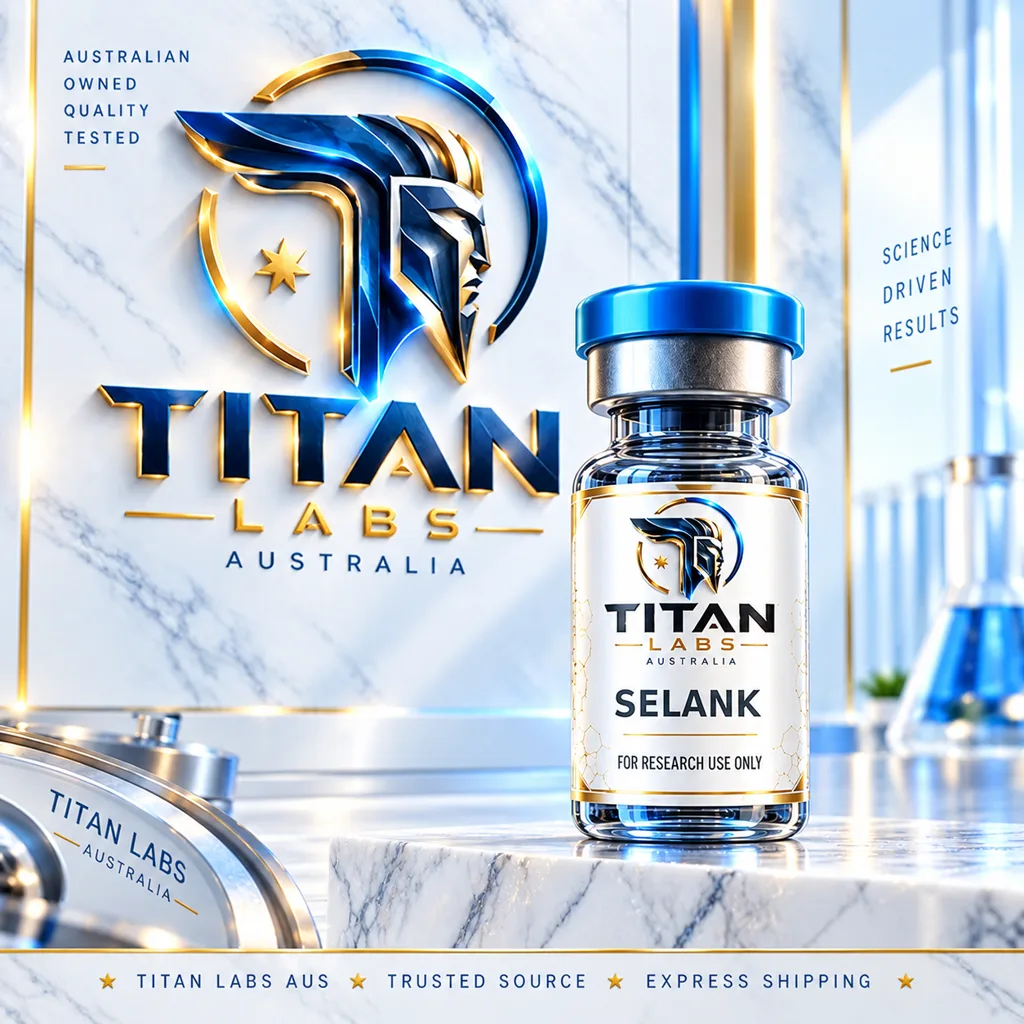 AUSTRALIAN
OWNED
QUALITY
TESTED
TITAN
LABS
AUSTRALIA
SCIENCE
DRIVEN
RESULTS
TITAN
LABS
AUSTRALIA
SELANK
FOR RESEARCH USE ONLY
TITAN LABS
AUSTRALIA
TITAN LABS AUS ★ TRUSTED SOURCE ★ EXPRESS SHIPPING